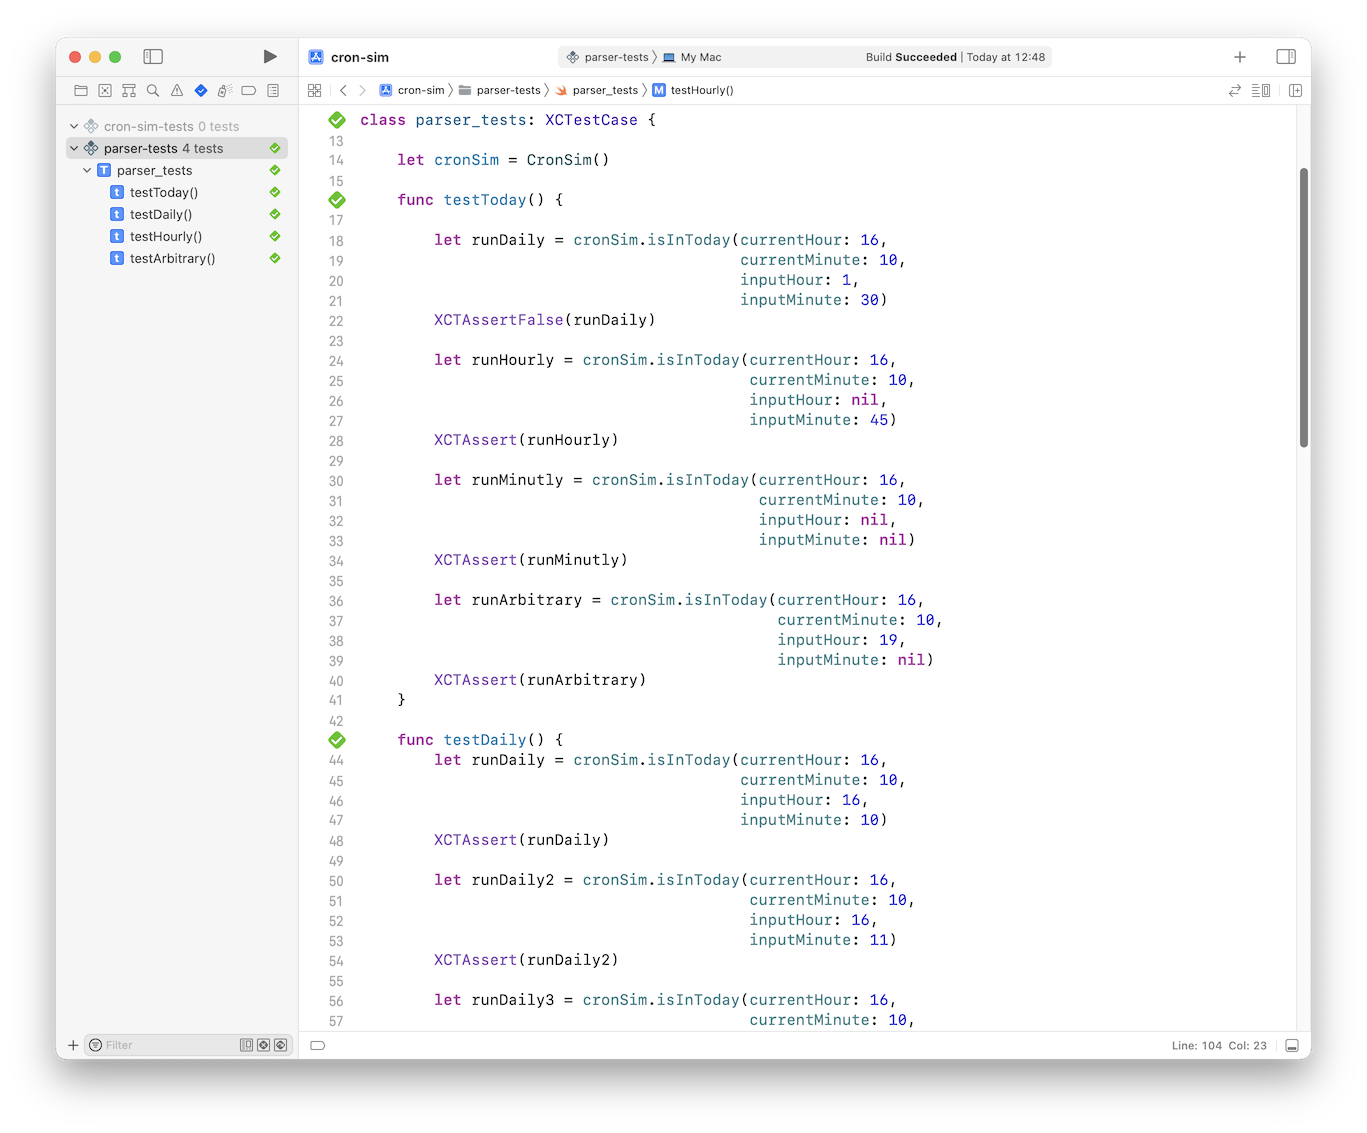 cron-sim
parser-tests
My Mac
Build Succeeded | Today at 12:48
cron-sim
parser-tests
parser_tests
M testHourly()
cron-sim-tests 0 tests
parser-tests 4 tests
T parser_tests
t testToday()
t testDaily()
t testHourly()
t testArbitrary()
class parser_tests: XCTestCase {
13
14 let cronSim = CronSim()
15
func testToday() {
17
18 let runDaily = cronSim.isInToday(currentHour: 16,
19 currentMinute: 10,
20 inputHour: 1,
21 inputMinute: 30)
22 XCTAssertFalse(runDaily)
23
24 let runHourly = cronSim.isInToday(currentHour: 16,
25 currentMinute: 10,
26 inputHour: nil,
27 inputMinute: 45)
28 XCTAssert(runHourly)
29
30 let runMinutly = cronSim.isInToday(currentHour: 16,
31 currentMinute: 10,
32 inputHour: nil,
33 inputMinute: nil)
34 XCTAssert(runMinutly)
35
36 let runArbitrary = cronSim.isInToday(currentHour: 16,
37 currentMinute: 10,
38 inputHour: 19,
39 inputMinute: nil)
40 XCTAssert(runArbitrary)
41 }
42
func testDaily() {
44 let runDaily = cronSim.isInToday(currentHour: 16,
45 currentMinute: 10,
46 inputHour: 16,
47 inputMinute: 10)
48 XCTAssert(runDaily)
49
50 let runDaily2 = cronSim.isInToday(currentHour: 16,
51 currentMinute: 10,
52 inputHour: 16,
53 inputMinute: 11)
54 XCTAssert(runDaily2)
55
56 let runDaily3 = cronSim.isInToday(currentHour: 16,
57 currentMinute: 10,
Filter
Line: 104 Col: 23